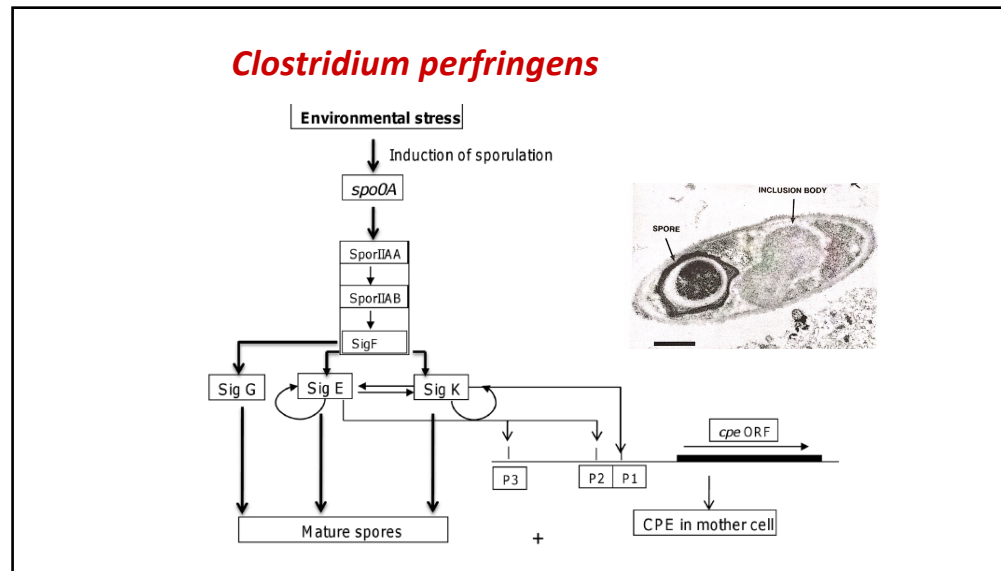 Clostridium perfringens
Environmental stress
Induction of sporulation
spo0A
INCLUSION BODY
SPORE
SporIIAA
SporIIAB
SigF
Sig G
Sig E
Sig K
cpe ORF
P3
P2
P1
Mature spores
+
CPE in mother cell